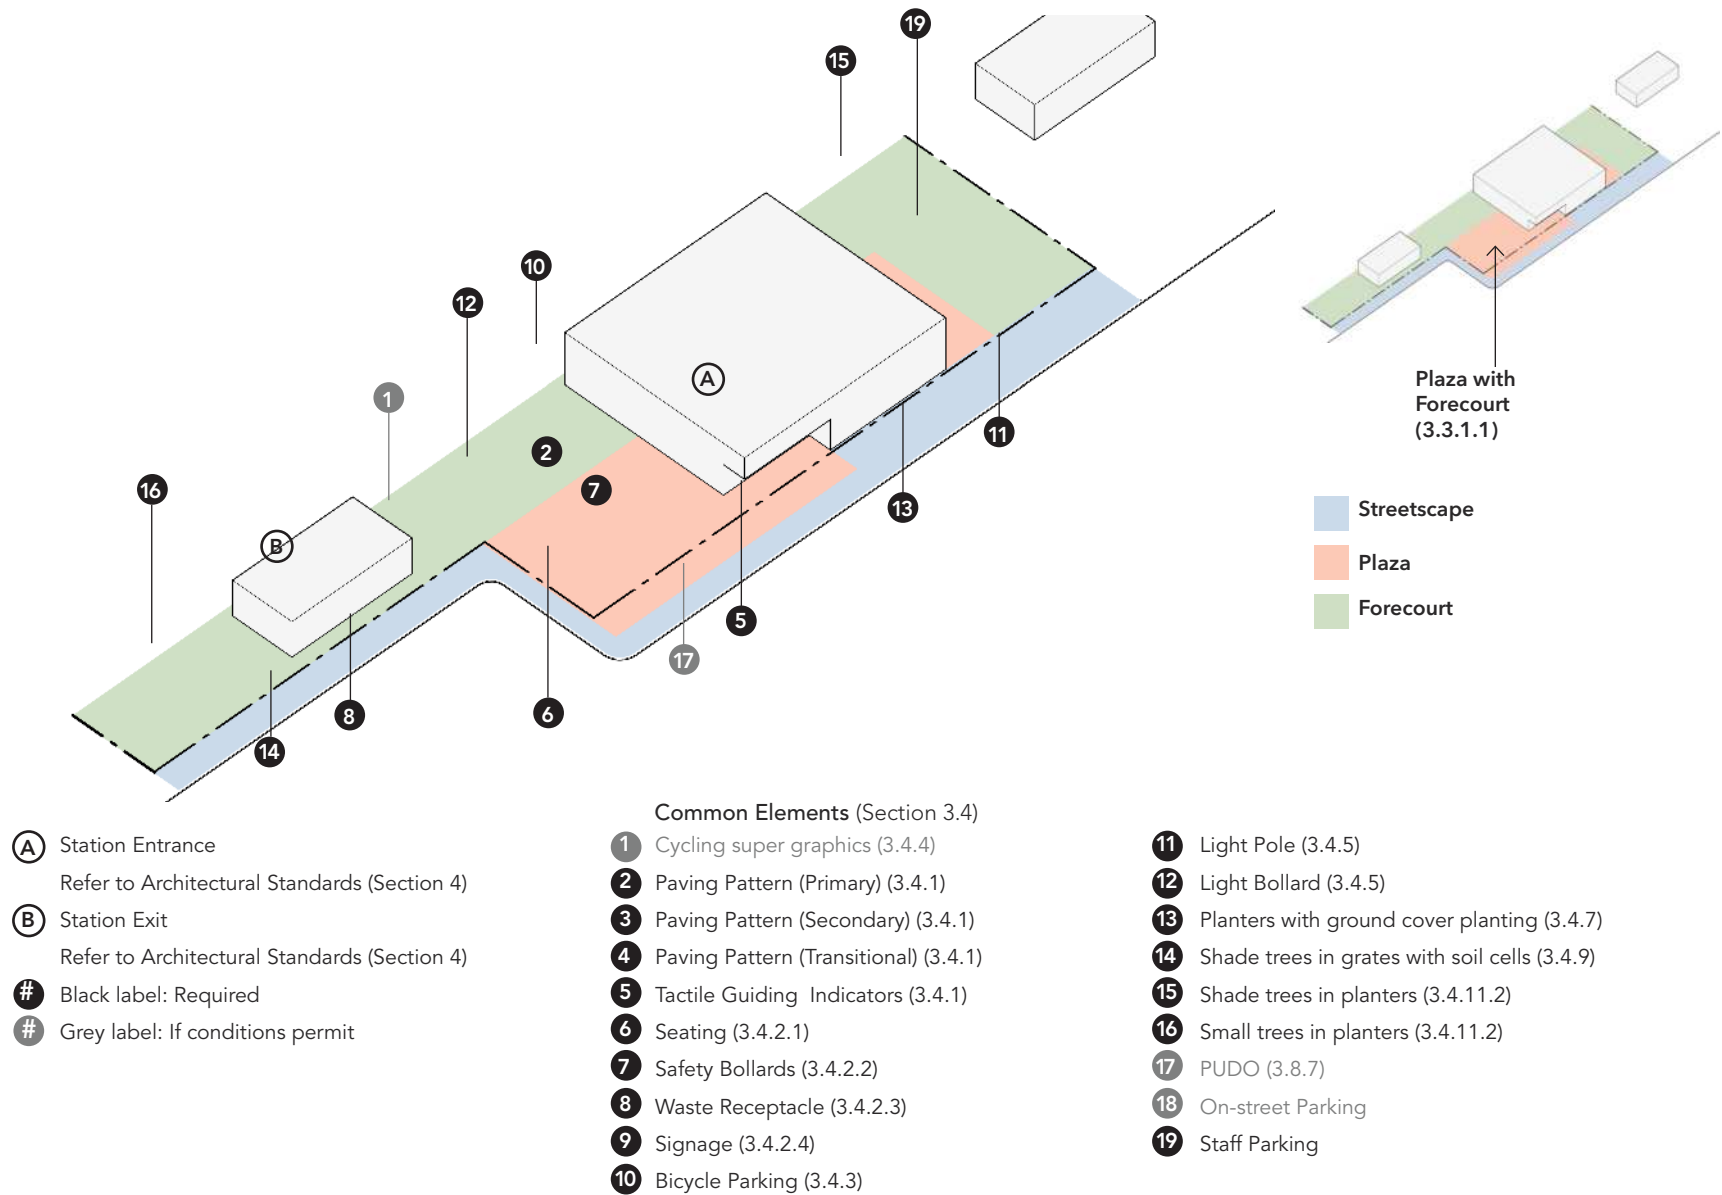 19
15
10
12
A
1
11
2
16
7
13
B
5
17
6
8
14
Plaza with
Forecourt
(3.3.1.1)
Streetscape
Plaza
Forecourt
A Station Entrance
Refer to Architectural Standards (Section 4)
B Station Exit
Refer to Architectural Standards (Section 4)
# Black label: Required
# Grey label: If conditions permit
Common Elements (Section 3.4)
1 Cycling super graphics (3.4.4)
2 Paving Pattern (Primary) (3.4.1)
3 Paving Pattern (Secondary) (3.4.1)
4 Paving Pattern (Transitional) (3.4.1)
5 Tactile Guiding Indicators (3.4.1)
6 Seating (3.4.2.1)
7 Safety Bollards (3.4.2.2)
8 Waste Receptacle (3.4.2.3)
9 Signage (3.4.2.4)
10 Bicycle Parking (3.4.3)
11 Light Pole (3.4.5)
12 Light Bollard (3.4.5)
13 Planters with ground cover planting (3.4.7)
14 Shade trees in grates with soil cells (3.4.9)
15 Shade trees in planters (3.4.11.2)
16 Small trees in planters (3.4.11.2)
17 PUDO (3.8.7)
18 On-street Parking
19 Staff Parking